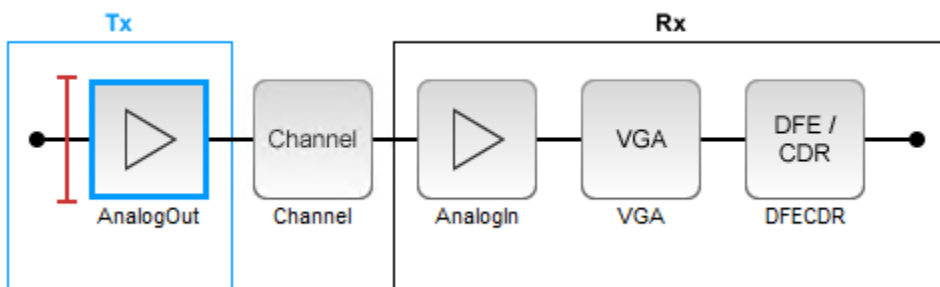 Tx
Rx
Channel
VGA
DFE /
CDR
AnalogOut
Channel
AnalogIn
VGA
DFECDR